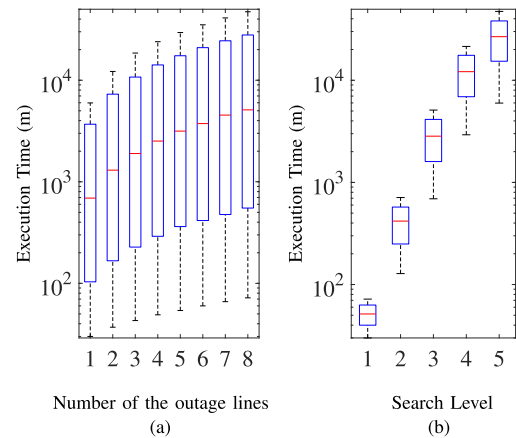 Execution Time (m)
10^4
10^3
10^2
1 2 3 4 5 6 7 8
Number of the outage lines
(a)
Execution Time (m)
10^4
10^3
10^2
1 2 3 4 5
Search Level
(b)